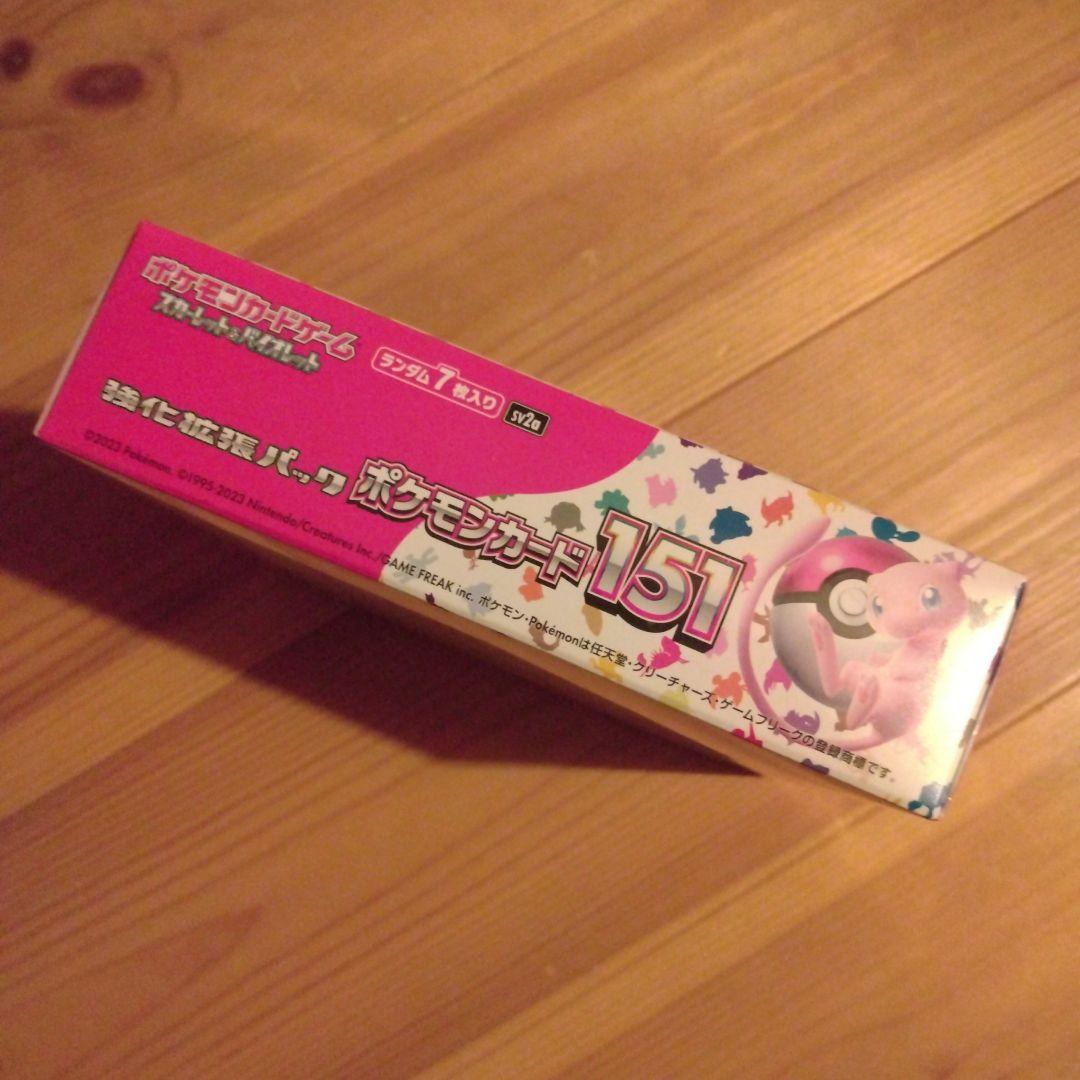 ポケモンカードゲーム
スカーレット&バイオレット
ランダム7枚入り
sv2a
強化拡張パック
ポケモンカード151
©2023 Pokémon. ©1995-2023 Nintendo/Creatures Inc./GAME FREAK inc. ポケモン・Pokémonは任天堂・クリーチャーズ・ゲームフリークの登録商標です。